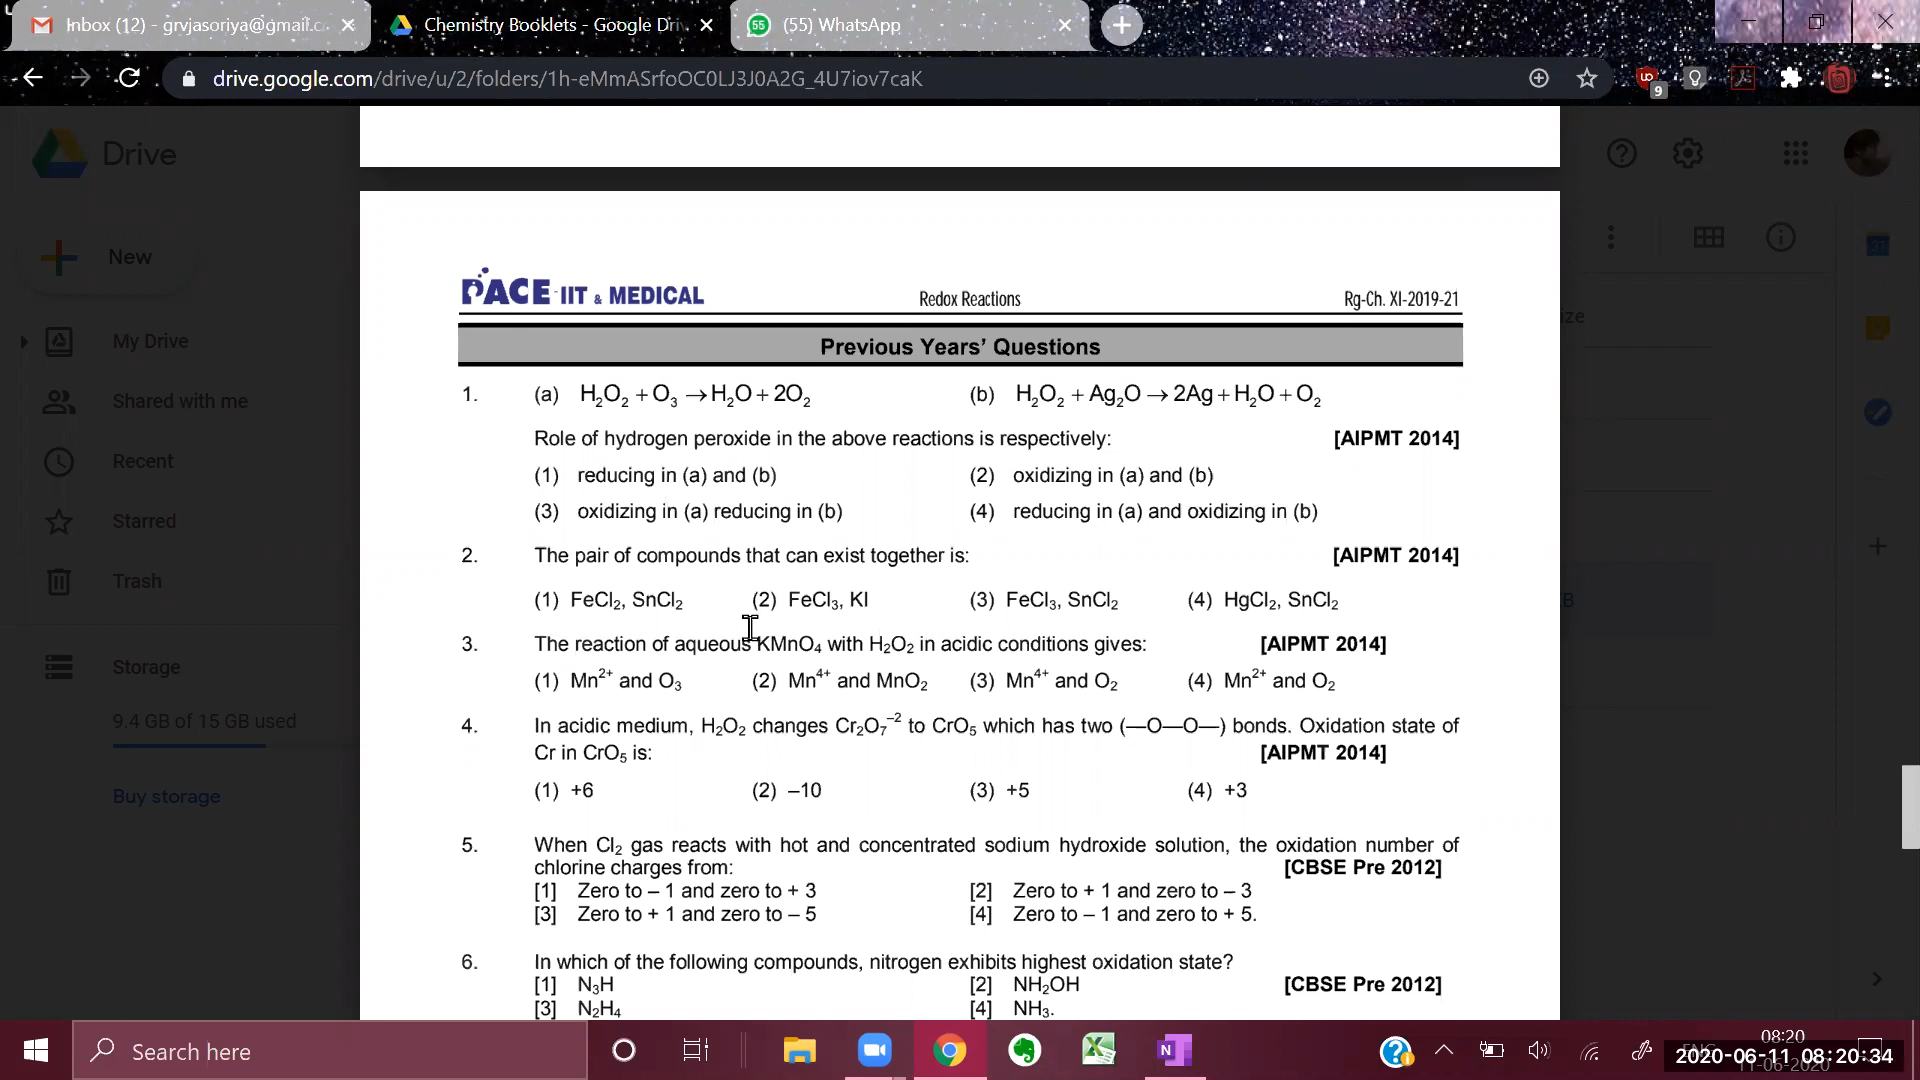 Inbox (12) - grvjasoriya@gmail.c
Chemistry Booklets - Google Dri
(55) WhatsApp
drive.google.com/drive/u/2/folders/1h-eMmASrfoOC0LJ3J0A2G_4U7iov7caK
9
Drive
New
My Drive
Shared with me
Recent
Starred
Trash
Storage
9.4 GB of 15 GB used
Buy storage
PACE - IIT & MEDICAL Redox Reactions Rg-Ch. XI-2019-21
Previous Years' Questions
1. (a) H₂O₂ + O₃ → H₂O + 2O₂ (b) H₂O₂ + Ag₂O → 2Ag + H₂O + O₂
Role of hydrogen peroxide in the above reactions is respectively: [AIPMT 2014]
(1) reducing in (a) and (b) (2) oxidizing in (a) and (b)
(3) oxidizing in (a) reducing in (b) (4) reducing in (a) and oxidizing in (b)
2. The pair of compounds that can exist together is: [AIPMT 2014]
(1) FeCl₂, SnCl₂ (2) FeCl₃, KI (3) FeCl₃, SnCl₂ (4) HgCl₂, SnCl₂
3. The reaction of aqueous KMnO₄ with H₂O₂ in acidic conditions gives: [AIPMT 2014]
(1) Mn²⁺ and O₃ (2) Mn⁴⁺ and MnO₂ (3) Mn⁴⁺ and O₂ (4) Mn²⁺ and O₂
4. In acidic medium, H₂O₂ changes Cr₂O₇⁻² to CrO₅ which has two (—O—O—) bonds. Oxidation state of
Cr in CrO₅ is: [AIPMT 2014]
(1) +6 (2) –10 (3) +5 (4) +3
5. When Cl₂ gas reacts with hot and concentrated sodium hydroxide solution, the oxidation number of
chlorine charges from: [CBSE Pre 2012]
[1] Zero to – 1 and zero to + 3 [2] Zero to + 1 and zero to – 3
[3] Zero to + 1 and zero to – 5 [4] Zero to – 1 and zero to + 5.
6. In which of the following compounds, nitrogen exhibits highest oxidation state?
[1] N₃H [2] NH₂OH [CBSE Pre 2012]
[3] N₂H₄ [4] NH₃.
Search here
08:20
2020-06-11 08:20:34